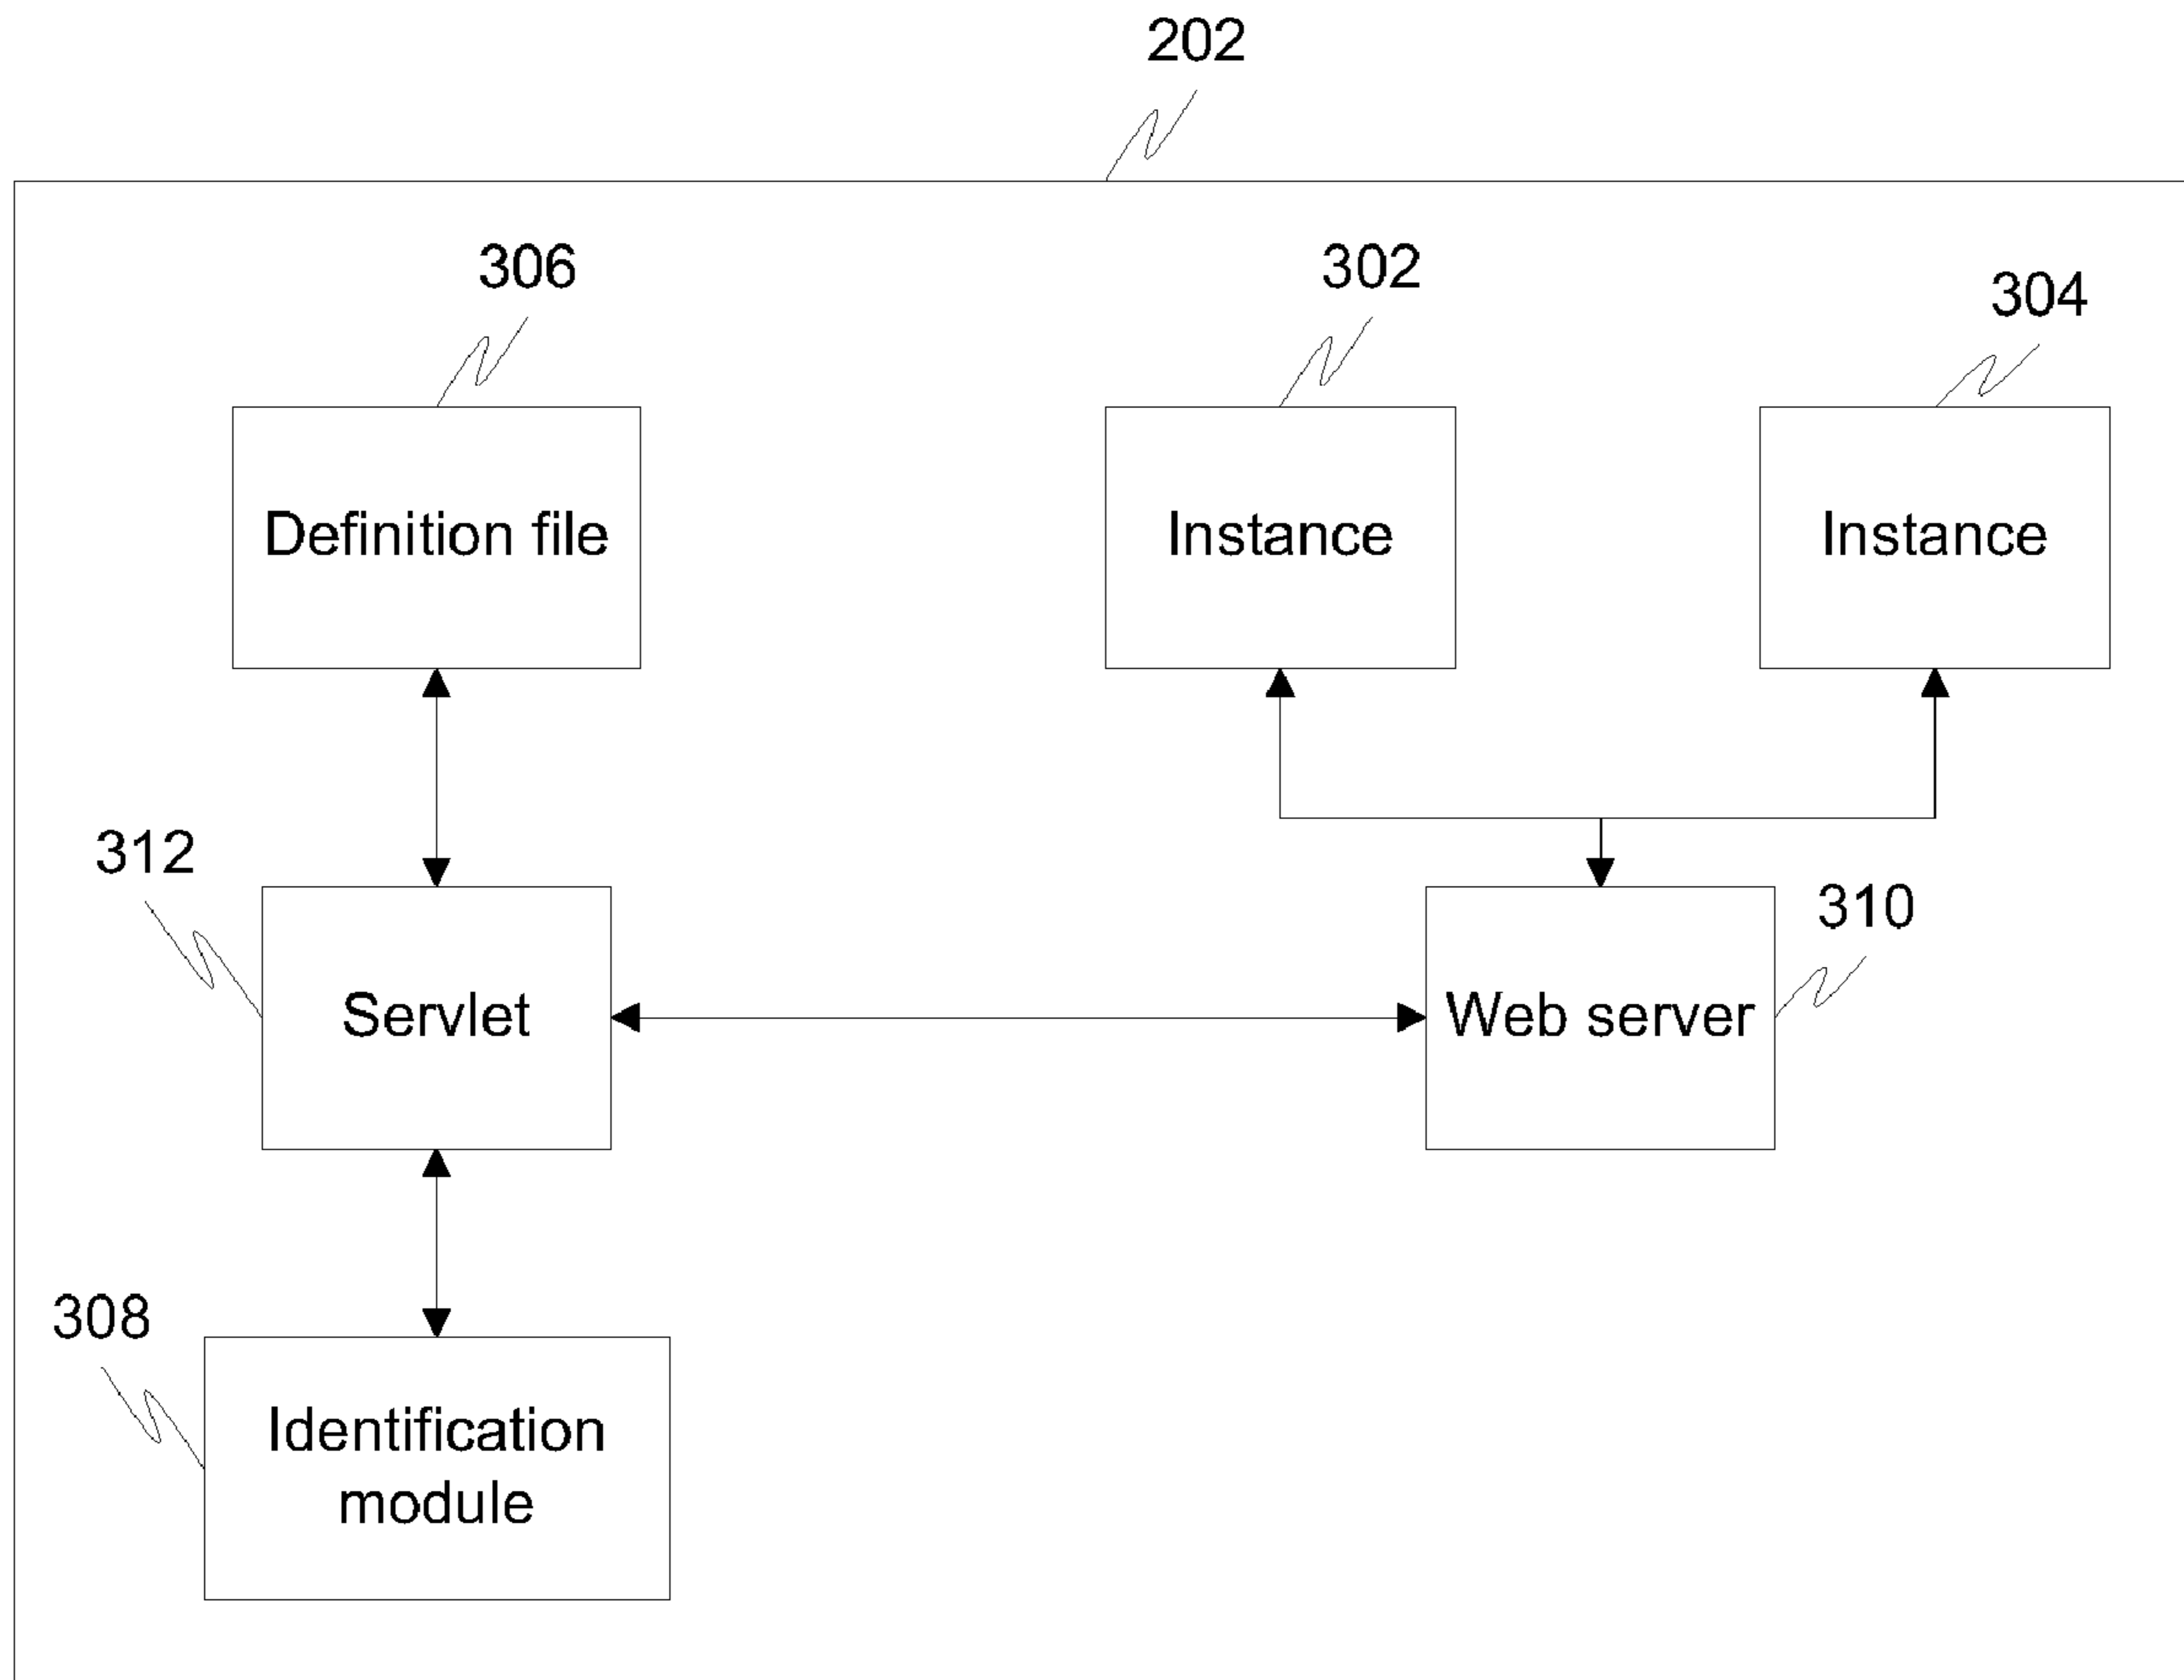 202
306
302
304
Definition file
Instance
Instance
312
310
Servlet
Web server
308
Identification
module